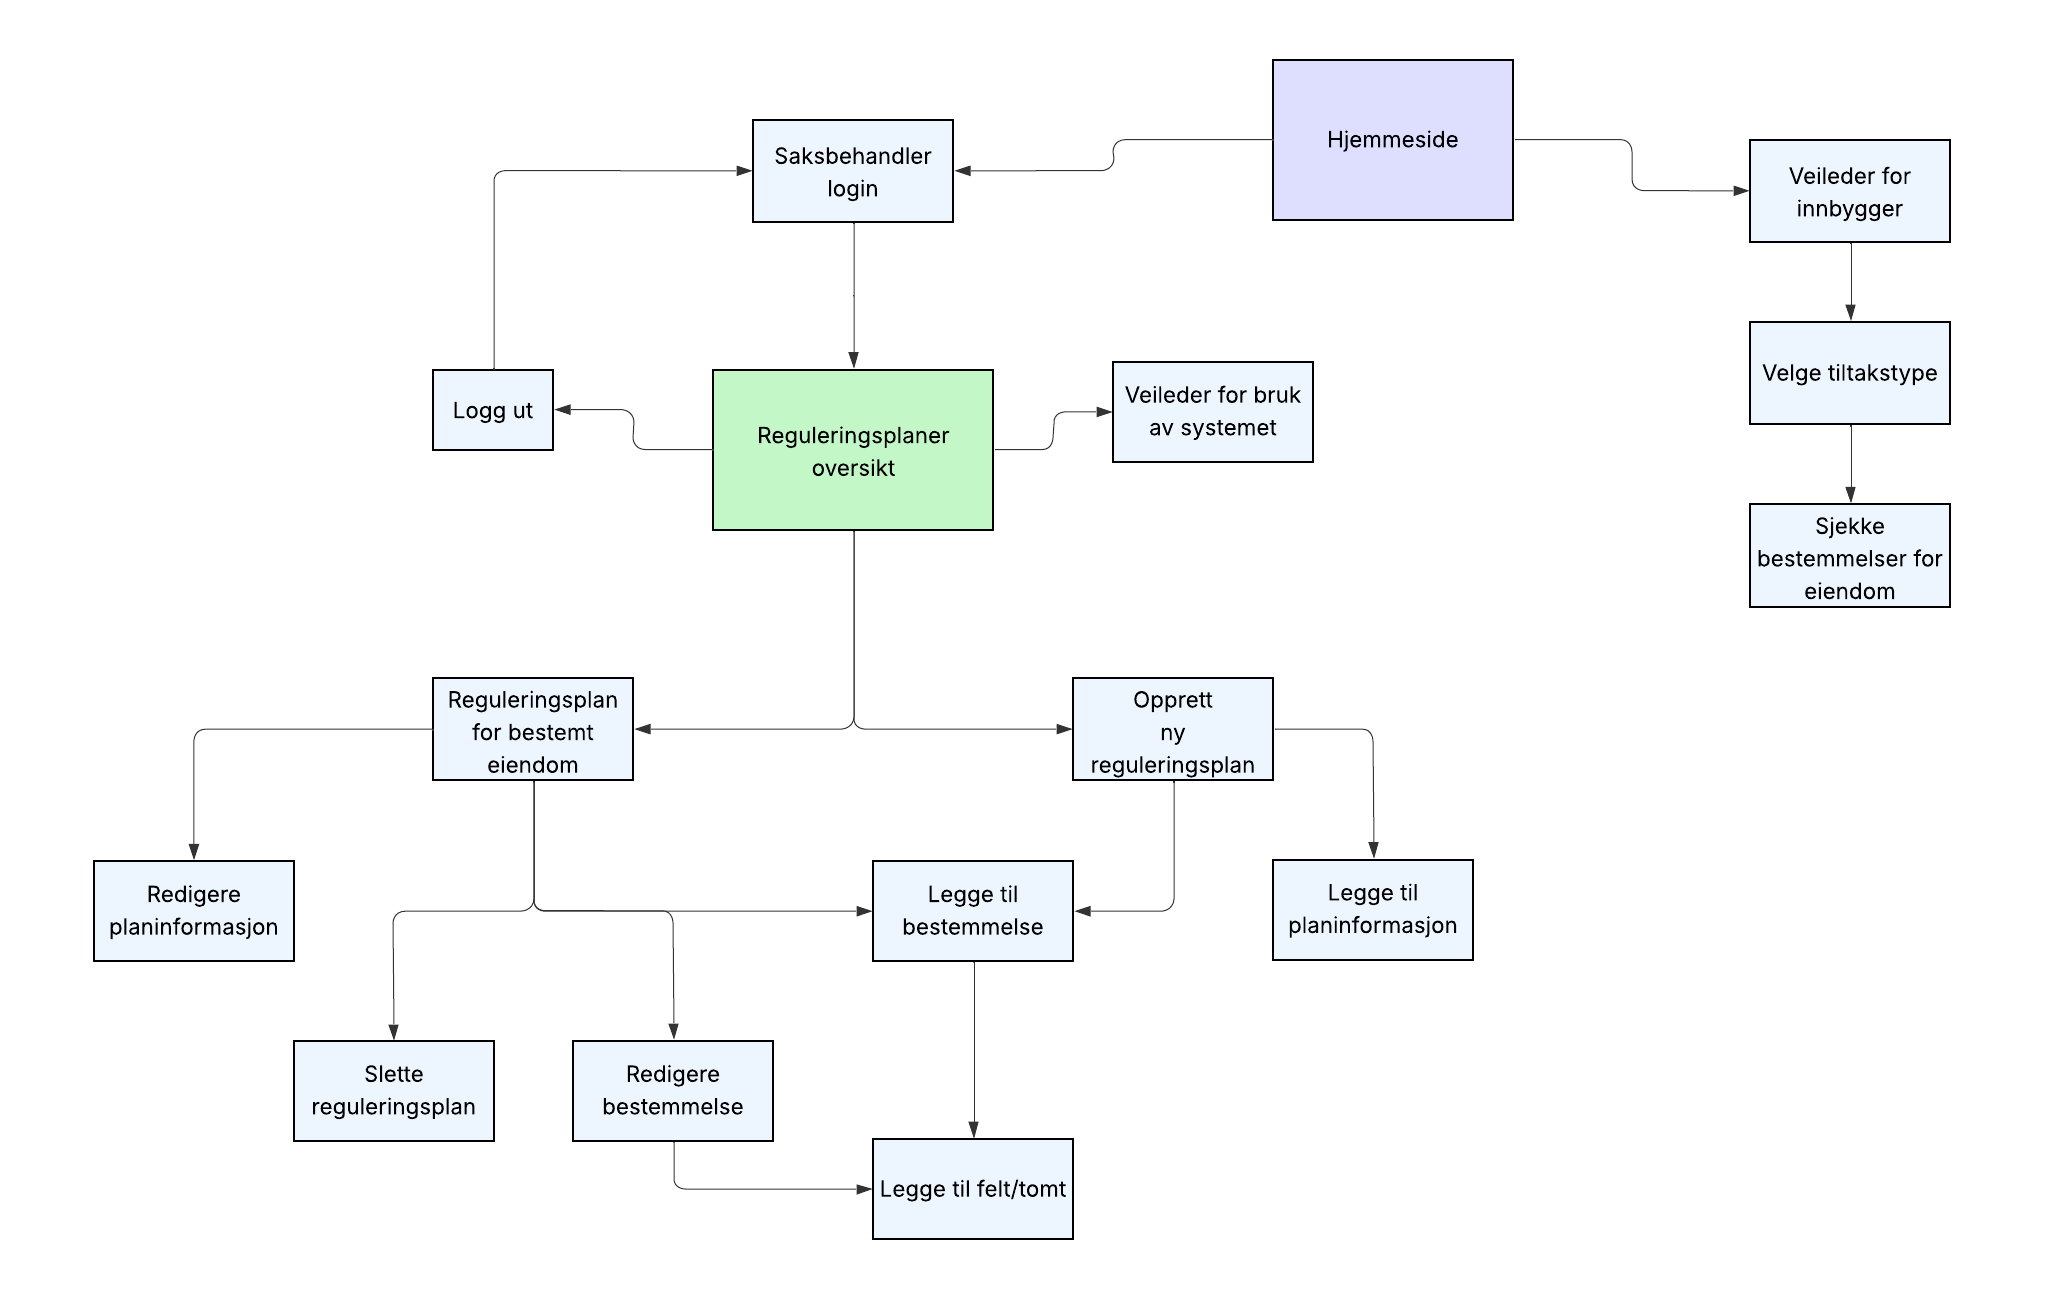 Hjemmeside
Saksbehandler
login
Veileder for
innbygger
Velge tiltakstype
Logg ut
Reguleringsplaner
oversikt
Veileder for bruk
av systemet
Sjekke
bestemmelser for
eiendom
Reguleringsplan
for bestemt
eiendom
Opprett
ny
reguleringsplan
Redigere
planinformasjon
Legge til
bestemmelse
Legge til
planinformasjon
Slette
reguleringsplan
Redigere
bestemmelse
Legge til felt/tomt